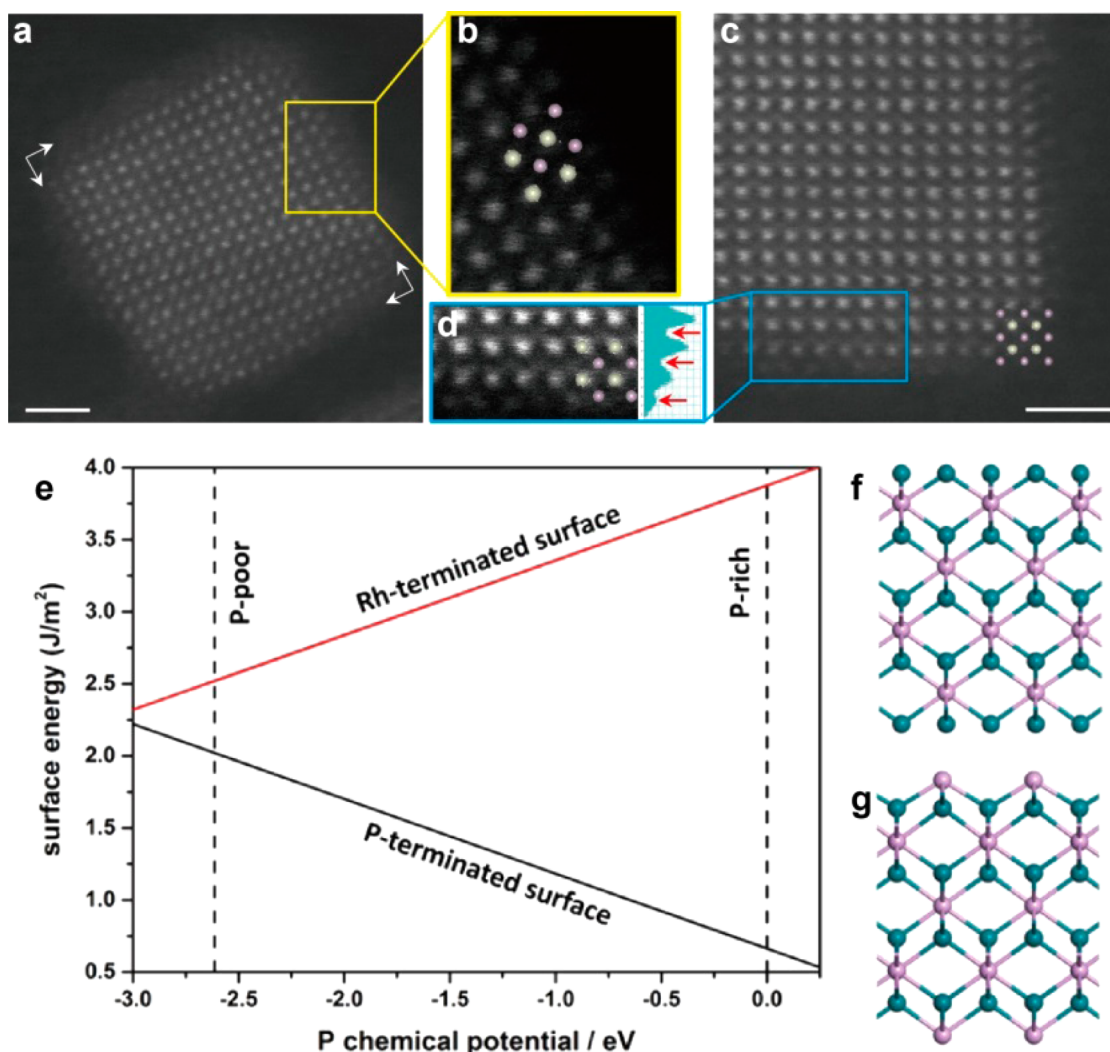 a
b
c
d
e
4.0
3.5
3.0
2.5
2.0
1.5
1.0
0.5
surface energy (J/m²)
P-poor
Rh-terminated surface
P-rich
P-terminated surface
-3.0 -2.5 -2.0 -1.5 -1.0 -0.5 0.0
P chemical potential / eV
f
g